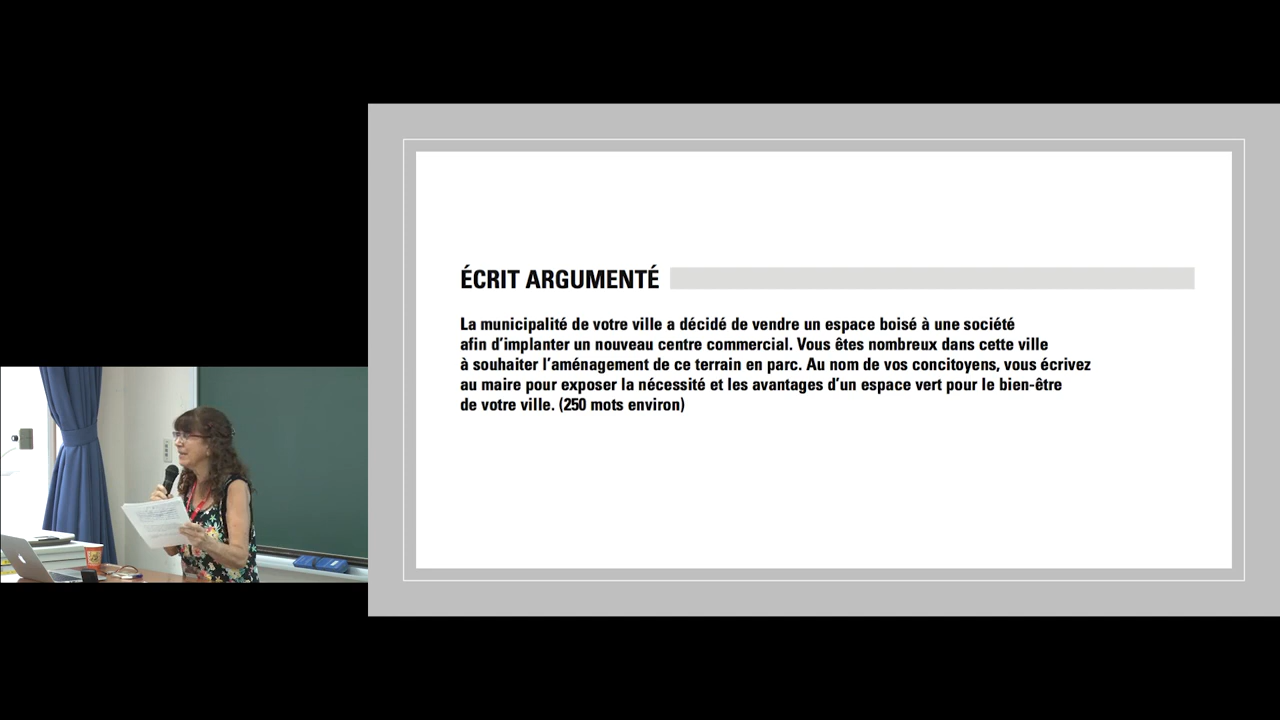 ÉCRIT ARGUMENTÉ
La municipalité de votre ville a décidé de vendre un espace boisé à une société
afin d’implanter un nouveau centre commercial. Vous êtes nombreux dans cette ville
à souhaiter l’aménagement de ce terrain en parc. Au nom de vos concitoyens, vous écrivez
au maire pour exposer la nécessité et les avantages d’un espace vert pour le bien-être
de votre ville. (250 mots environ)